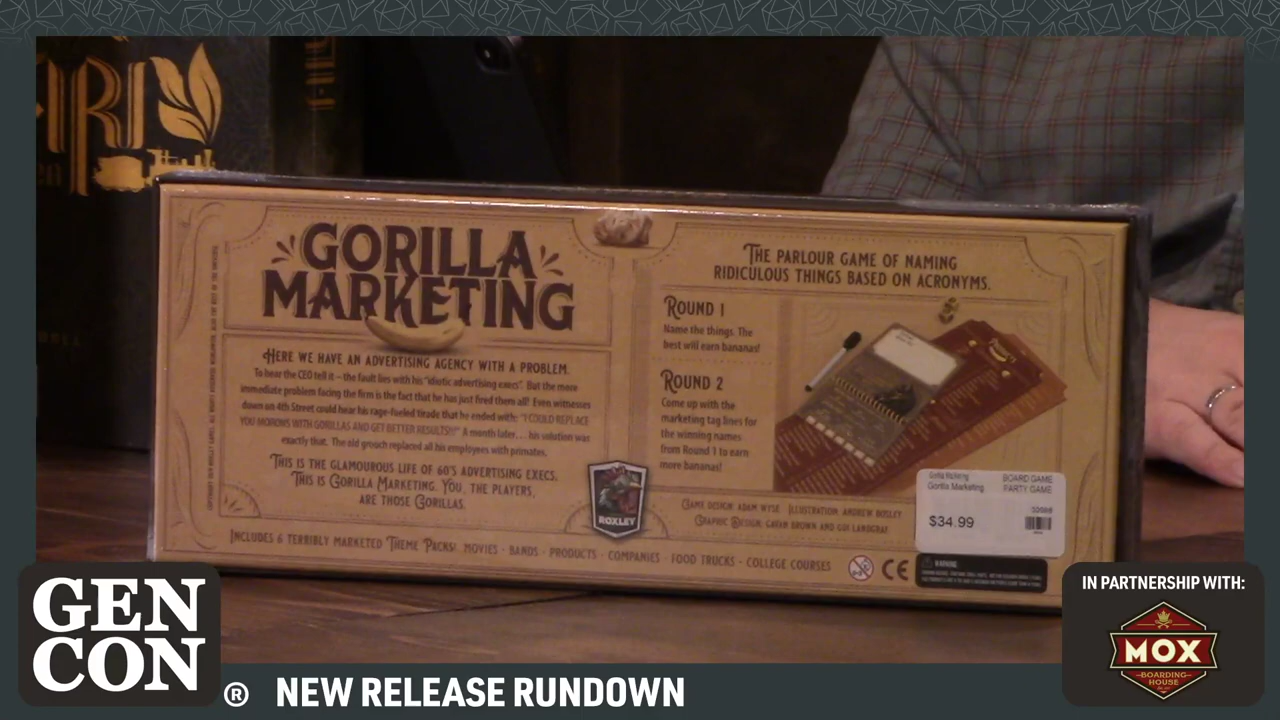 GORILLA
MARKETING
HERE WE HAVE AN ADVERTISING AGENCY WITH A PROBLEM.
To hear the CEO tell it – the fault lies with his "idiotic advertising execs". But the more
immediate problem facing the firm is the fact that he has just fired them all! Even witnesses
down on 4th Street could hear his rage-fueled tirade that he ended with: "I COULD REPLACE
YOU MORONS WITH GORILLAS AND GET BETTER RESULTS!!!" A month later... his solution was
exactly that. The old grouch replaced all his employees with primates.
THIS IS THE GLAMOUROUS LIFE OF 60'S ADVERTISING EXECS.
THIS IS GORILLA MARKETING. YOU, THE PLAYERS,
ARE THOSE GORILLAS.
THE PARLOUR GAME OF NAMING
RIDICULOUS THINGS BASED ON ACRONYMS.
ROUND 1
Name the things. The
best will earn bananas!
ROUND 2
Come up with the
marketing tag lines for
the winning names
from Round 1 to earn
more bananas!
ROXLEY
GAME DESIGN: ADAM WYSE ILLUSTRATION: ANDREW BOSLEY
GRAPHIC DESIGN: GAVAN BROWN AND GUI LANDGRAF
INCLUDES 6 TERRIBLY MARKETED THEME PACKS: MOVIES · BANDS · PRODUCTS · COMPANIES · FOOD TRUCKS · COLLEGE COURSES
CE
WARNING:
Gorilla Marketing
Gorilla Marketing
BOARD GAME
PARTY GAME
$34.99
GEN
CON
®
NEW RELEASE RUNDOWN
IN PARTNERSHIP WITH:
MOX
BOARDING
HOUSE